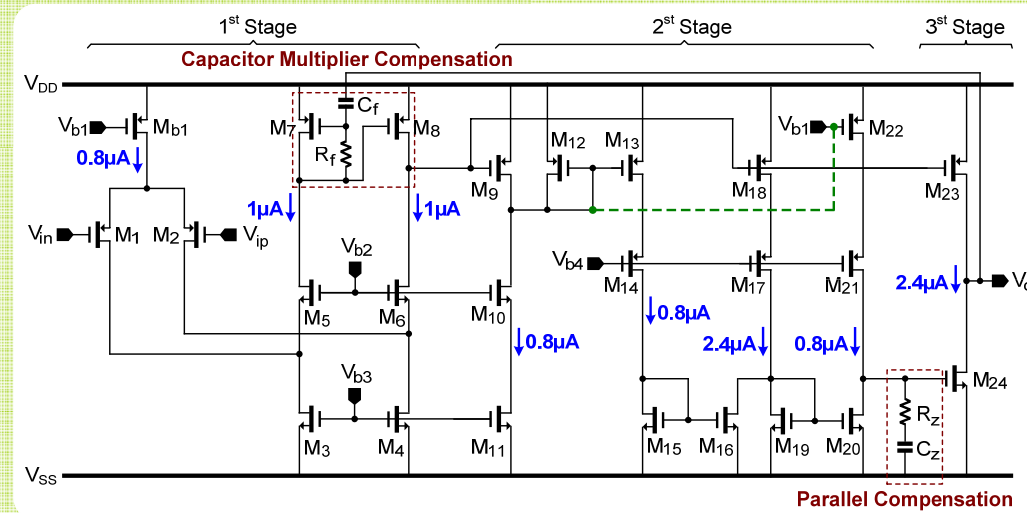 1st Stage
2st Stage
3st Stage
Capacitor Multiplier Compensation
VDD
Vb1
Mb1
0.8µA
M7
Cf
Rf
M8
M9
M12
M13
M18
Vb1
M22
M23
1µA
1µA
Vin
M1
M2
Vip
Vb2
M5
M6
M10
0.8µA
Vb4
M14
M17
M21
0.8µA
2.4µA
0.8µA
2.4µA
Vb3
M3
M4
M11
M15
M16
M19
M20
M24
Rz
Cz
VSS
Parallel Compensation